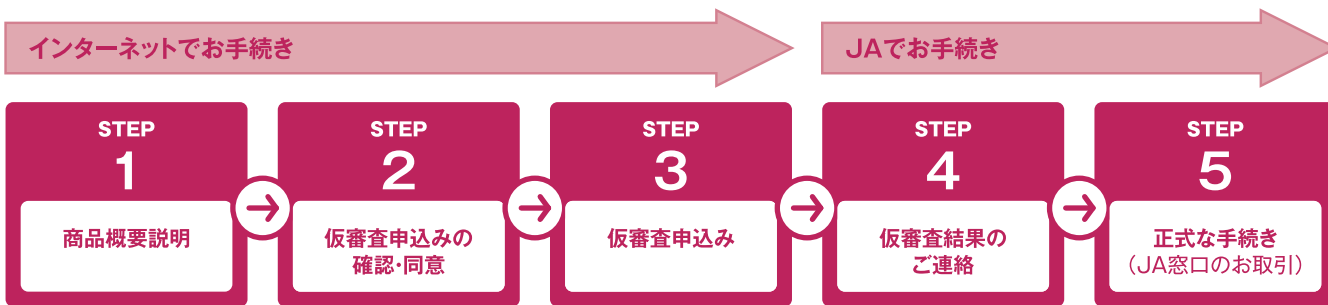 インターネットでお手続き
JAでお手続き
STEP
1
商品概要説明
STEP
2
仮審査申込みの
確認・同意
STEP
3
仮審査申込み
STEP
4
仮審査結果の
ご連絡
STEP
5
正式な手続き
（JA窓口のお取引）